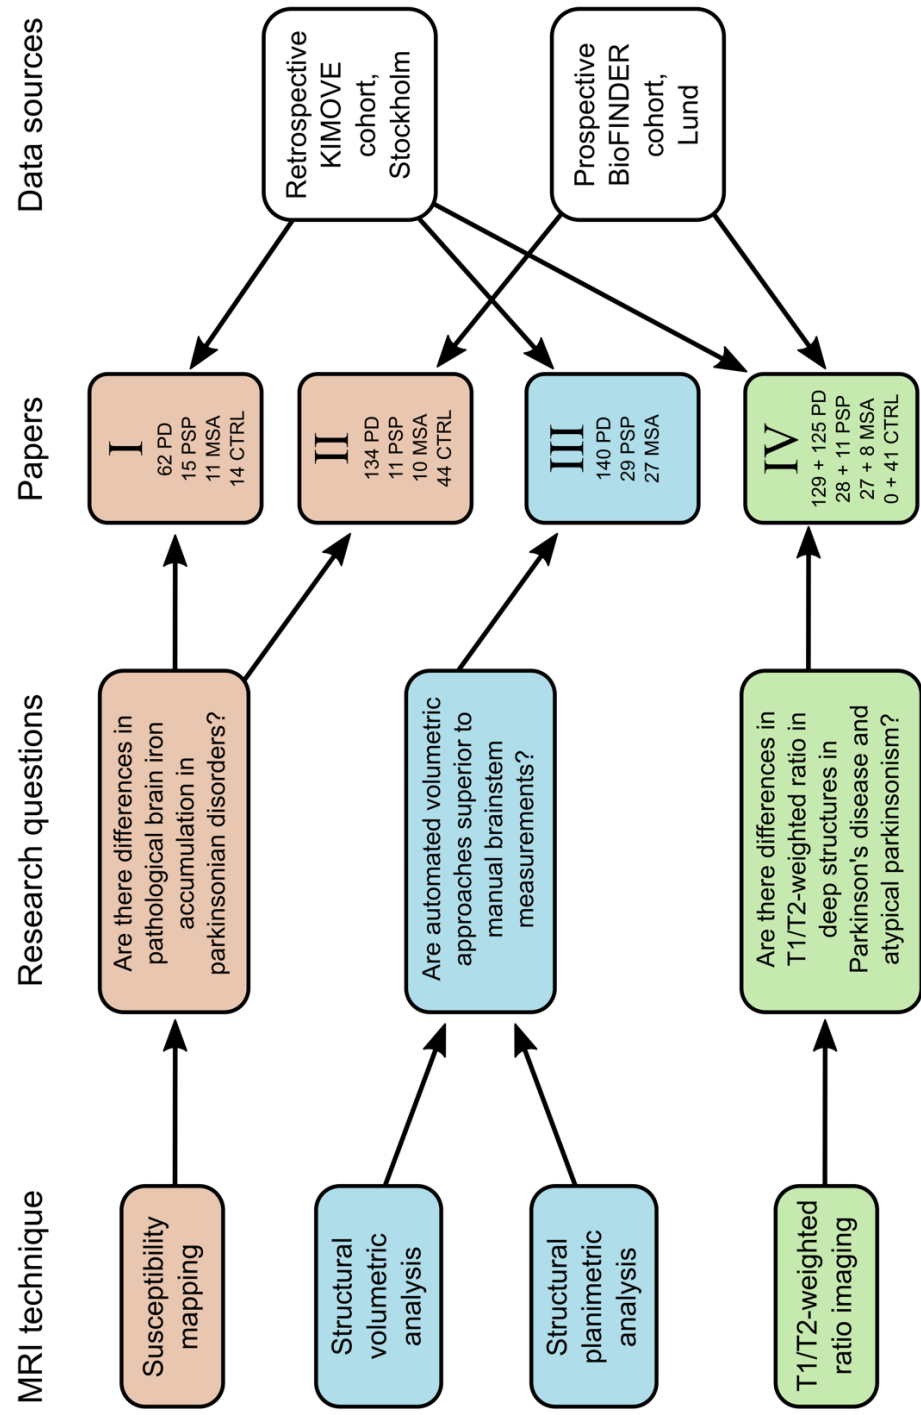 MRI technique
Research questions
Papers
Data sources
Susceptibility
mapping
Structural
volumetric
analysis
Structural
planimetric
analysis
T1/T2-weighted
ratio imaging
Are there differences in
pathological brain iron
accumulation in
parkinsonian disorders?
Are automated volumetric
approaches superior to
manual brainstem
measurements?
Are there differences in
T1/T2-weighted ratio in
deep structures in
Parkinson's disease and
atypical parkinsonism?
I
62 PD
15 PSP
11 MSA
14 CTRL
II
134 PD
11 PSP
10 MSA
44 CTRL
III
140 PD
29 PSP
27 MSA
IV
129 + 125 PD
28 + 11 PSP
27 + 8 MSA
0 + 41 CTRL
Retrospective
KIMOVE
cohort,
Stockholm
Prospective
BioFINDER
cohort,
Lund